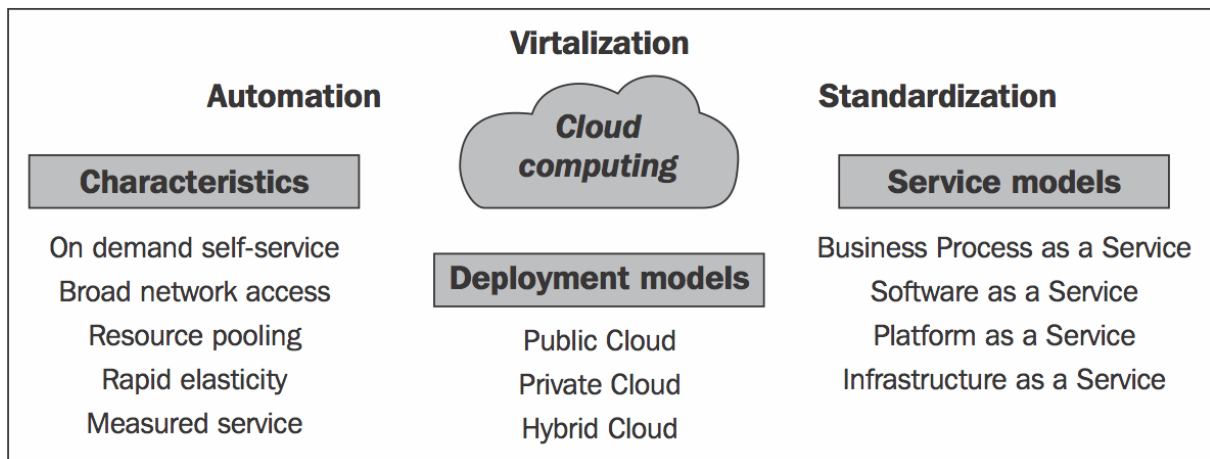 Virtalization
Automation
Standardization
Cloud
computing
Characteristics
On demand self-service
Broad network access
Resource pooling
Rapid elasticity
Measured service
Deployment models
Public Cloud
Private Cloud
Hybrid Cloud
Service models
Business Process as a Service
Software as a Service
Platform as a Service
Infrastructure as a Service